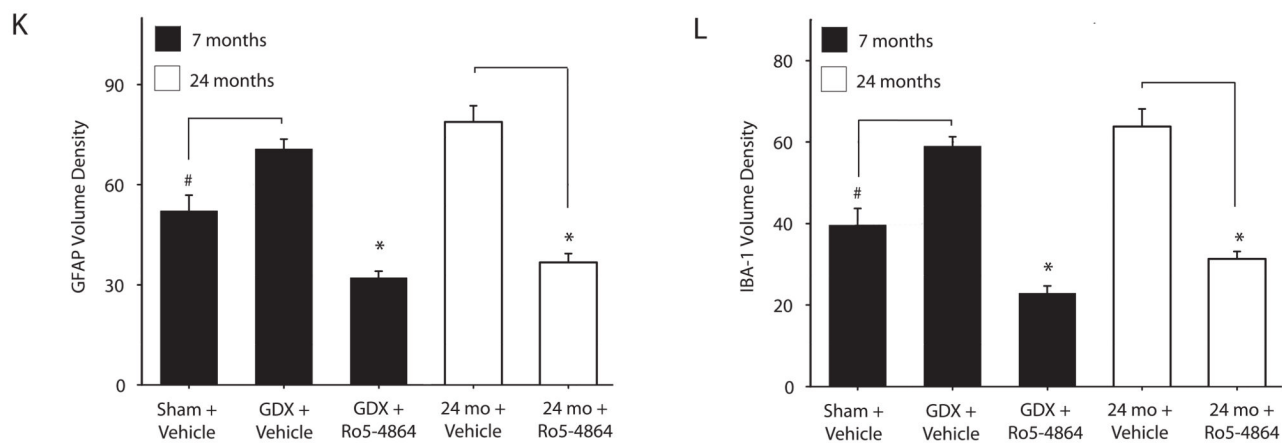 K
7 months
24 months
GFAP Volume Density
90
60
30
0
#
*
*
Sham +
Vehicle
GDX +
Vehicle
GDX +
Ro5-4864
24 mo +
Vehicle
24 mo +
Ro5-4864
L
7 months
24 months
IBA-1 Volume Density
80
60
40
20
0
#
*
*
Sham +
Vehicle
GDX +
Vehicle
GDX +
Ro5-4864
24 mo +
Vehicle
24 mo +
Ro5-4864